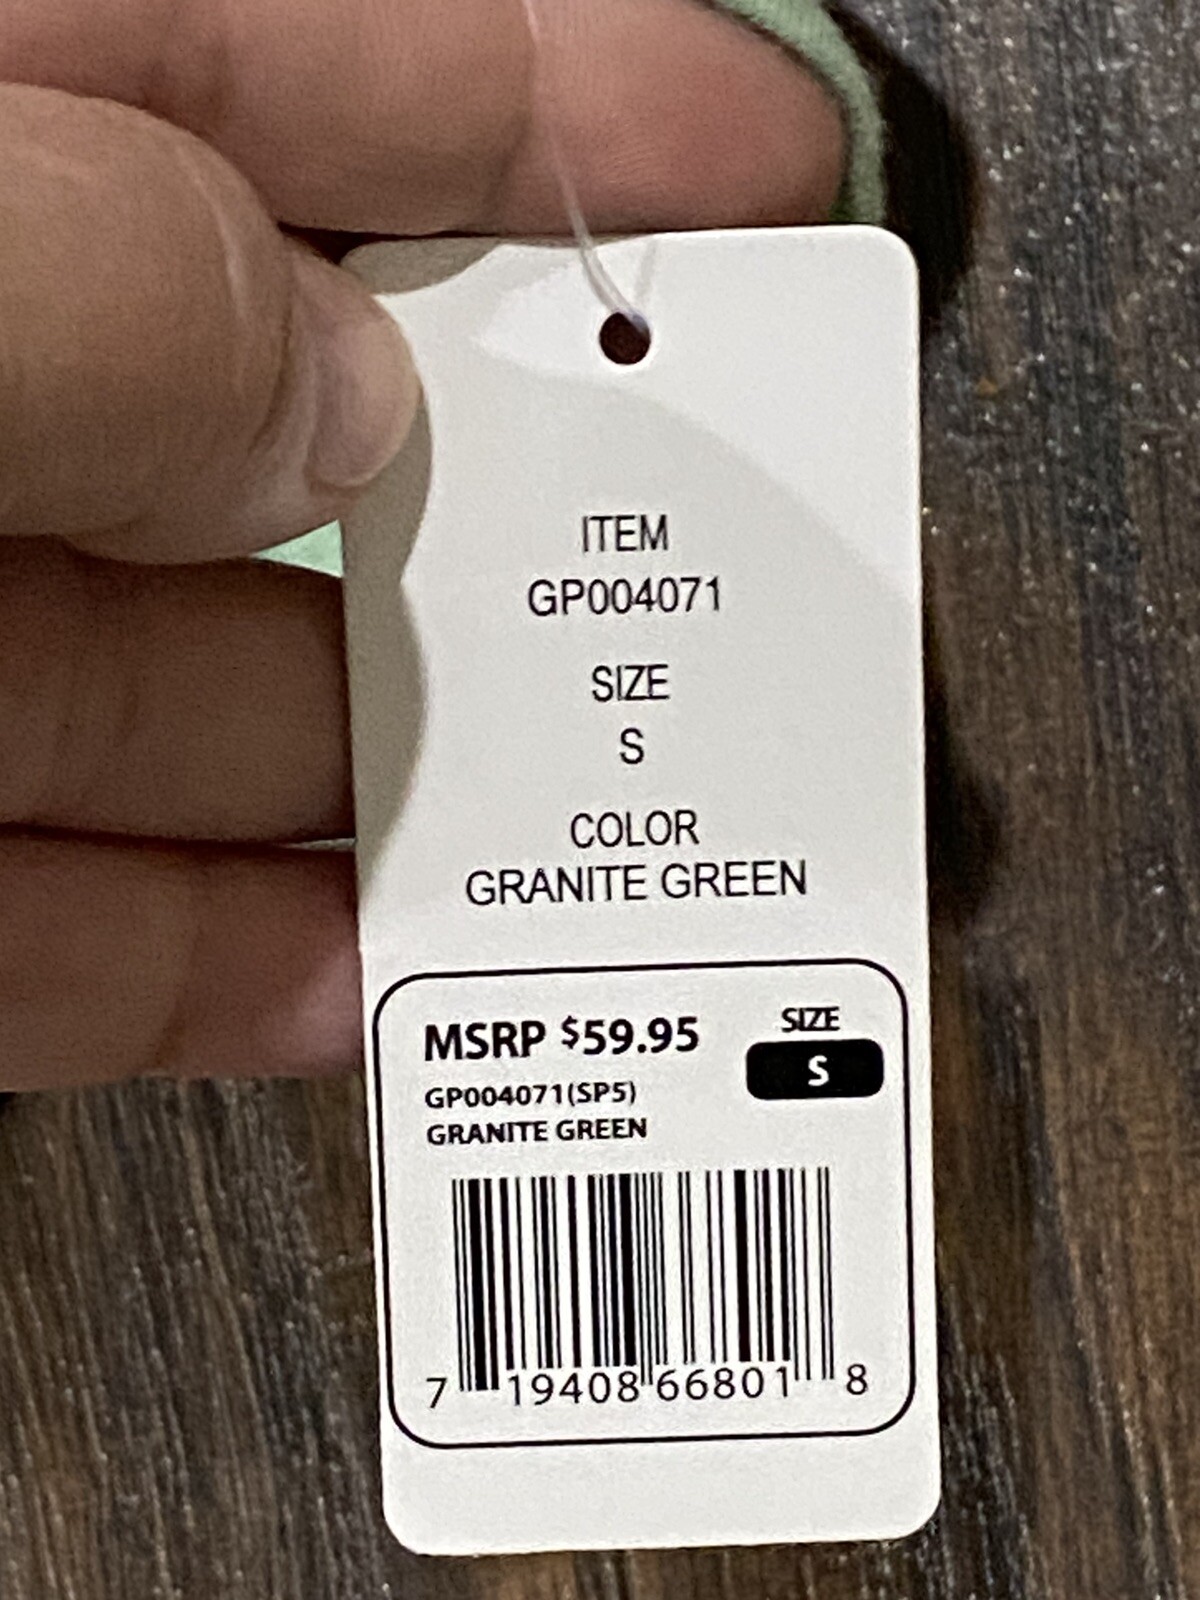 ITEM
GP004071
SIZE
S
COLOR
GRANITE GREEN
MSRP $59.95
GP004071(SP5)
GRANITE GREEN
SIZE
S
7 19408 66801 8